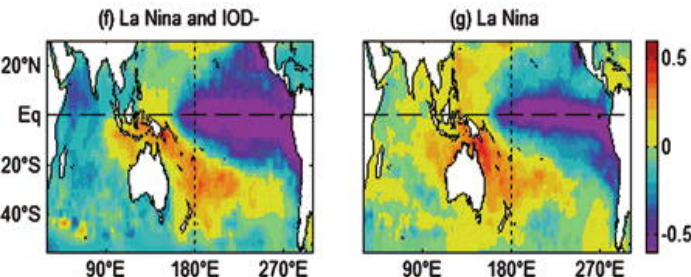 (f) La Nina and IOD-
(g) La Nina
20°N
Eq
20°S
40°S
90°E 180°E 270°E
90°E 180°E 270°E
0.5
0
-0.5